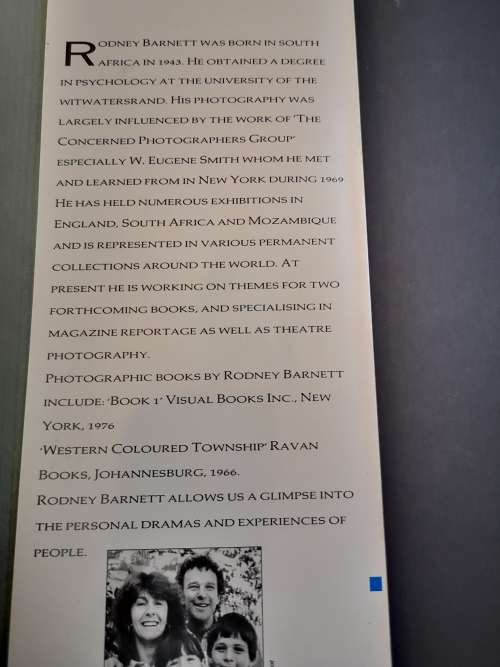 RODNEY BARNETT WAS BORN IN SOUTH
AFRICA IN 1943. HE OBTAINED A DEGREE
IN PSYCHOLOGY AT THE UNIVERSITY OF THE
WITWATERSRAND. HIS PHOTOGRAPHY WAS
LARGELY INFLUENCED BY THE WORK OF 'THE
CONCERNED PHOTOGRAPHERS GROUP'
ESPECIALLY W. EUGENE SMITH WHOM HE MET
AND LEARNED FROM IN NEW YORK DURING 1969
HE HAS HELD NUMEROUS EXHIBITIONS IN
ENGLAND, SOUTH AFRICA AND MOZAMBIQUE
AND IS REPRESENTED IN VARIOUS PERMANENT
COLLECTIONS AROUND THE WORLD. AT
PRESENT HE IS WORKING ON THEMES FOR TWO
FORTHCOMING BOOKS, AND SPECIALISING IN
MAGAZINE REPORTAGE AS WELL AS THEATRE
PHOTOGRAPHY.
PHOTOGRAPHIC BOOKS BY RODNEY BARNETT
INCLUDE: 'BOOK 1' VISUAL BOOKS INC., NEW
YORK, 1976
'WESTERN COLOURED TOWNSHIP' RAVAN
BOOKS, JOHANNESBURG, 1966.
RODNEY BARNETT ALLOWS US A GLIMPSE INTO
THE PERSONAL DRAMAS AND EXPERIENCES OF
PEOPLE.